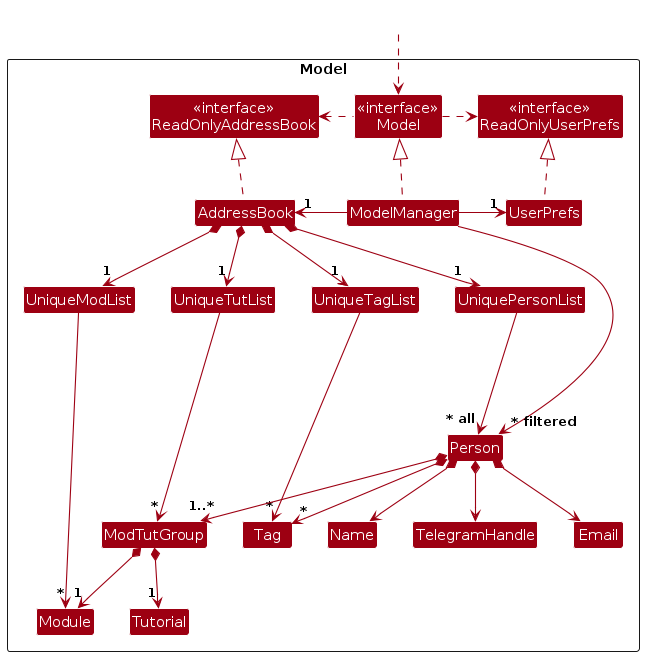 Model
«interface»
ReadOnlyAddressBook
«interface»
Model
«interface»
ReadOnlyUserPrefs
AddressBook
1
ModelManager
1
UserPrefs
1
1
1
1
UniqueModList
UniqueTutList
UniqueTagList
UniquePersonList
* all
* filtered
Person
*
1..*
*
*
ModTutGroup
Tag
Name
TelegramHandle
Email
*
1
1
Module
Tutorial